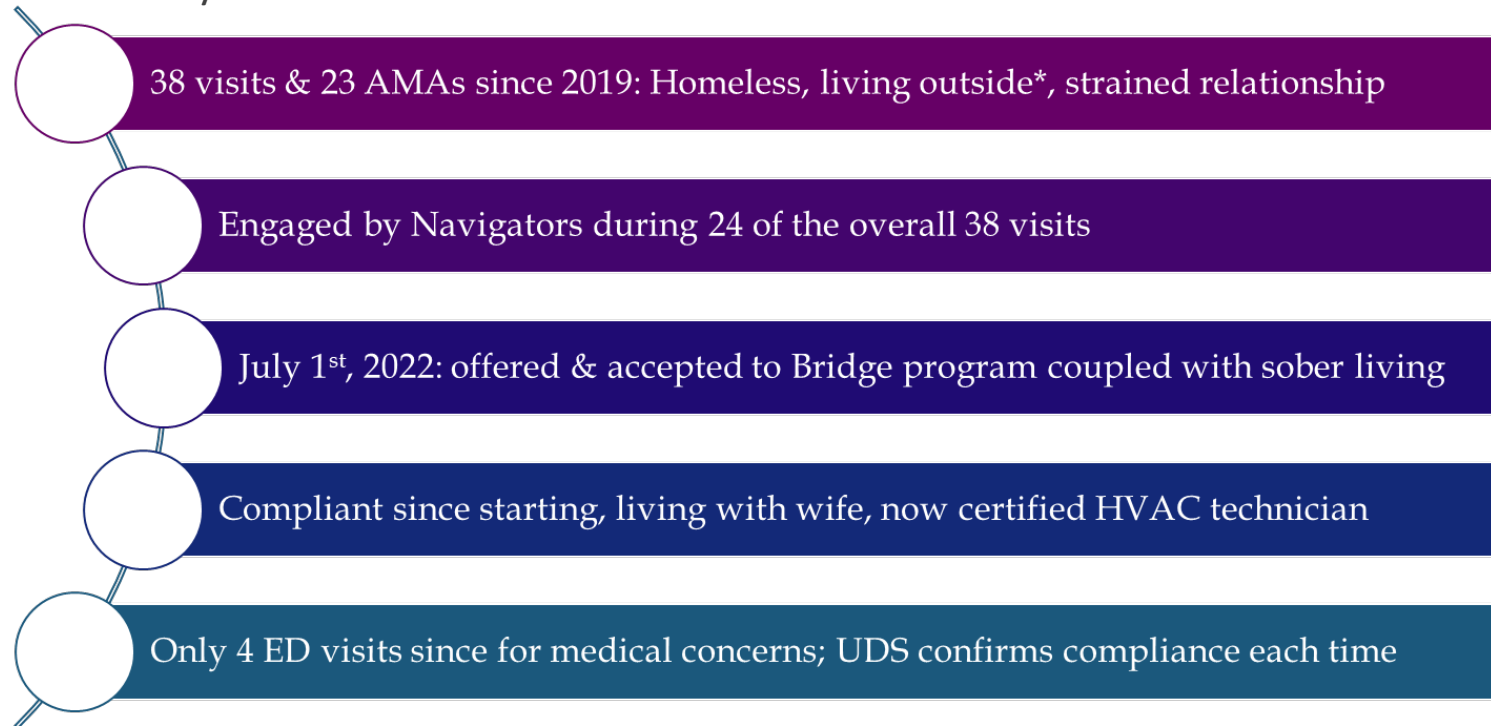 38 visits & 23 AMAs since 2019: Homeless, living outside*, strained relationship
Engaged by Navigators during 24 of the overall 38 visits
July 1st, 2022: offered & accepted to Bridge program coupled with sober living
Compliant since starting, living with wife, now certified HVAC technician
Only 4 ED visits since for medical concerns; UDS confirms compliance each time